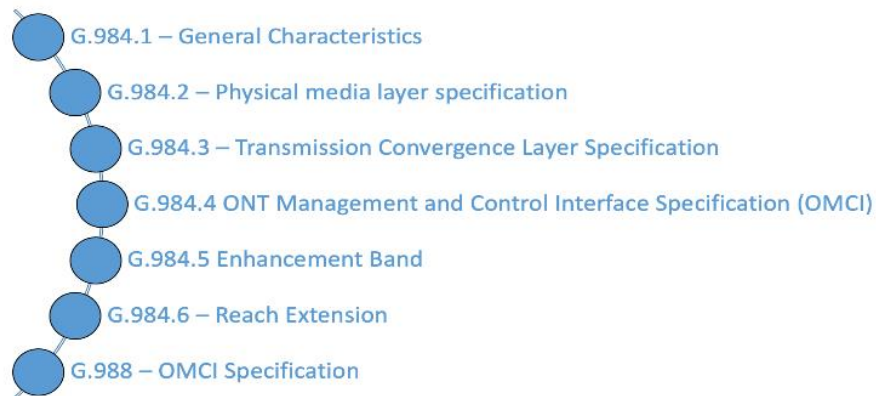 G.984.1 – General Characteristics
G.984.2 – Physical media layer specification
G.984.3 – Transmission Convergence Layer Specification
G.984.4 ONT Management and Control Interface Specification (OMCI)
G.984.5 Enhancement Band
G.984.6 – Reach Extension
G.988 – OMCI Specification